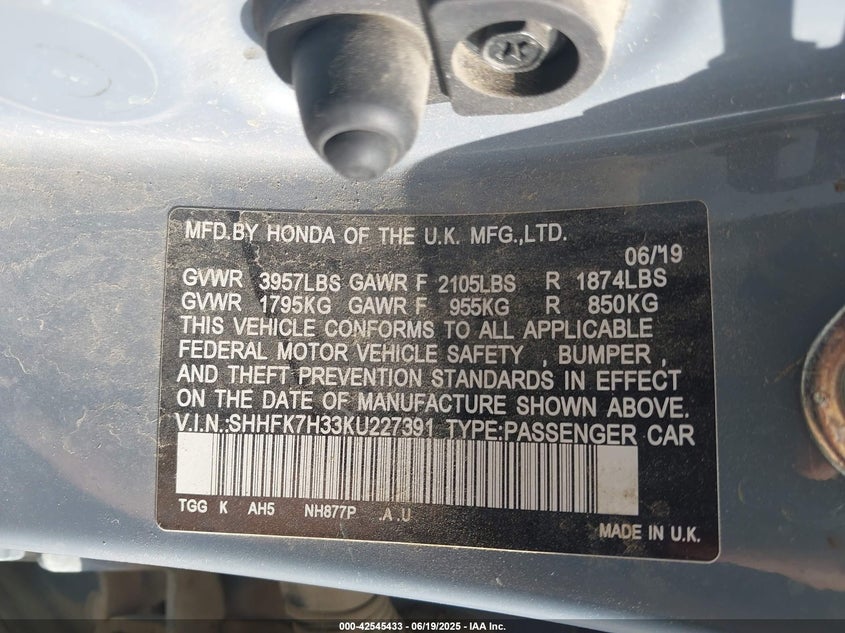 MFD.BY HONDA OF THE U.K. MFG.,LTD.
06/19
GVWR 3957LBS GAWR F 2105LBS R 1874LBS
GVWR 1795KG GAWR F 955KG R 850KG
THIS VEHICLE CONFORMS TO ALL APPLICABLE
FEDERAL MOTOR VEHICLE SAFETY , BUMPER ,
AND THEFT PREVENTION STANDARDS IN EFFECT
ON THE DATE OF MANUFACTURE SHOWN ABOVE.
V.I.N.:SHHFK7H33KU227391 TYPE:PASSENGER CAR
TGG K AH5 NH877P .A .U
MADE IN U.K.
000-42545433 - 06/19/2025 - IAA Inc.